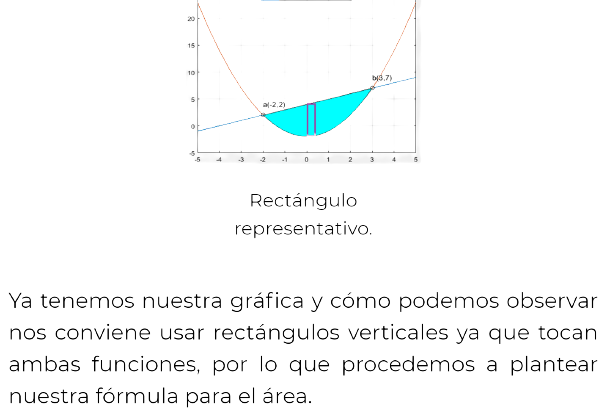 20
15
10
5
0
-5
-5 -4 -3 -2 -1 0 1 2 3 4 5
a(-2,2)
b(3,7)
Rectángulo
representativo.
Ya tenemos nuestra gráfica y cómo podemos observar
nos conviene usar rectángulos verticales ya que tocan
ambas funciones, por lo que procedemos a plantear
nuestra fórmula para el área.